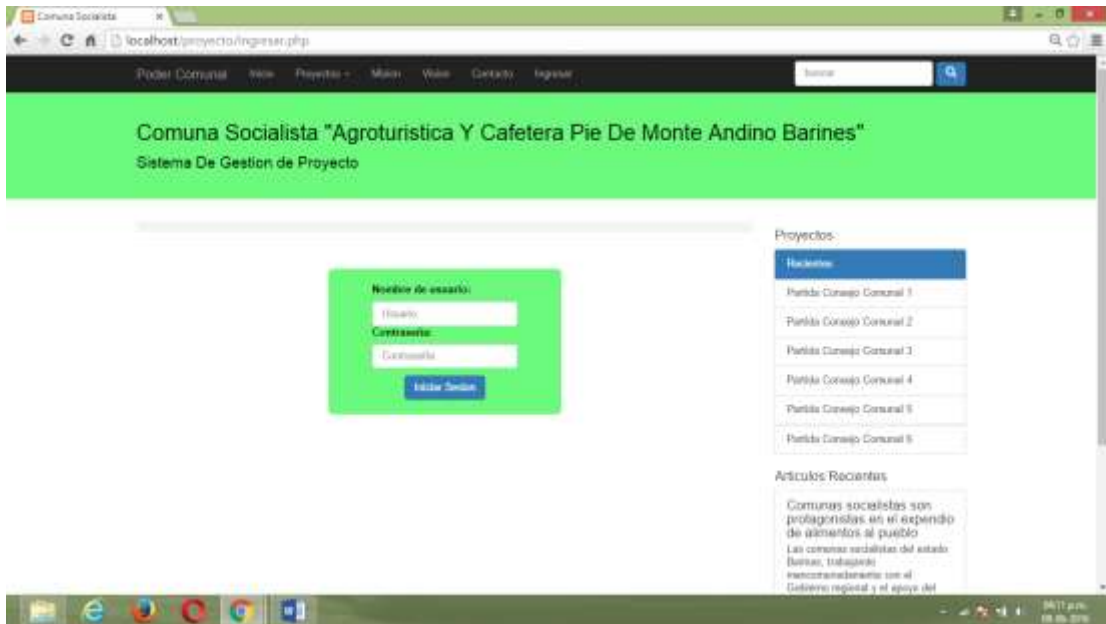 Comuna Socialista
localhost/proyecto/ingresar.php
Poder Comunal Inicio Proyectos Mision Vision Contacto Ingresar
buscar
Comuna Socialista "Agroturistica Y Cafetera Pie De Monte Andino Barines"
Sistema De Gestion de Proyecto
Nombre de usuario:
Usuario
Contraseña:
Contraseña
Iniciar Sesion
Proyectos
Recientes
Partida Consejo Comunal 1
Partida Consejo Comunal 2
Partida Consejo Comunal 3
Partida Consejo Comunal 4
Partida Consejo Comunal 5
Partida Consejo Comunal 6
Articulos Recientes
Comunas socialistas son
protagonistas en el expendio
de alimentos al pueblo
Las comunas socialistas del estado
Barinas, trabajando
mancomunadamente con el
Gobierno regional y el apoyo del